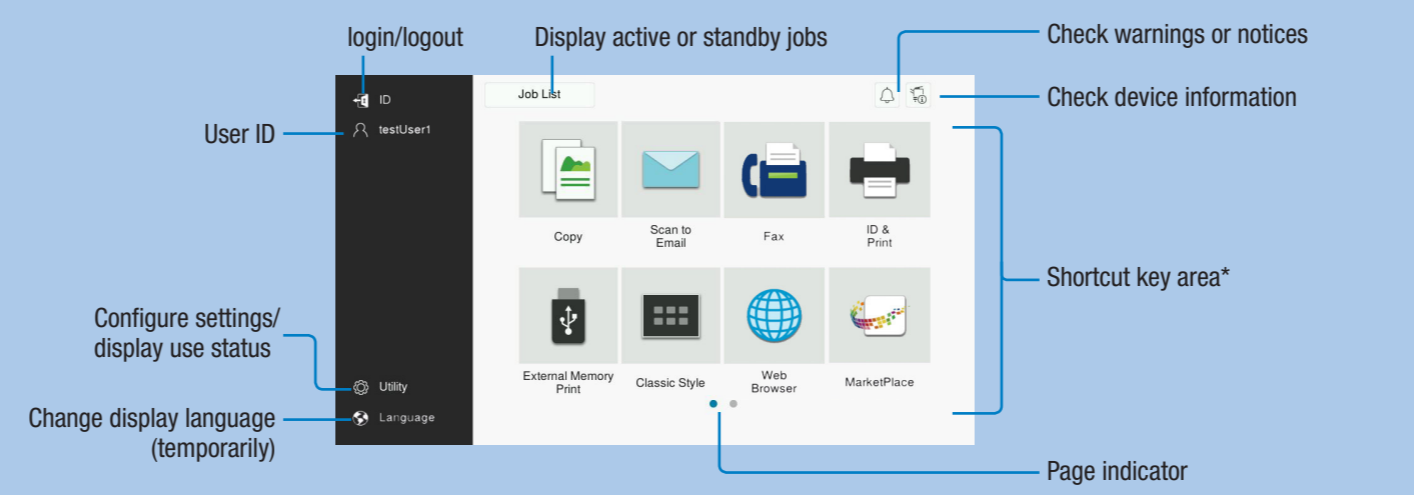 login/logout
Display active or standby jobs
Check warnings or notices
ID
Job List
Check device information
User ID
testUser1
Copy
Scan to
Email
Fax
ID &
Print
Shortcut key area*
Configure settings/
display use status
External Memory
Print
Classic Style
Web
Browser
MarketPlace
Utility
Change display language
(temporarily)
Language
Page indicator